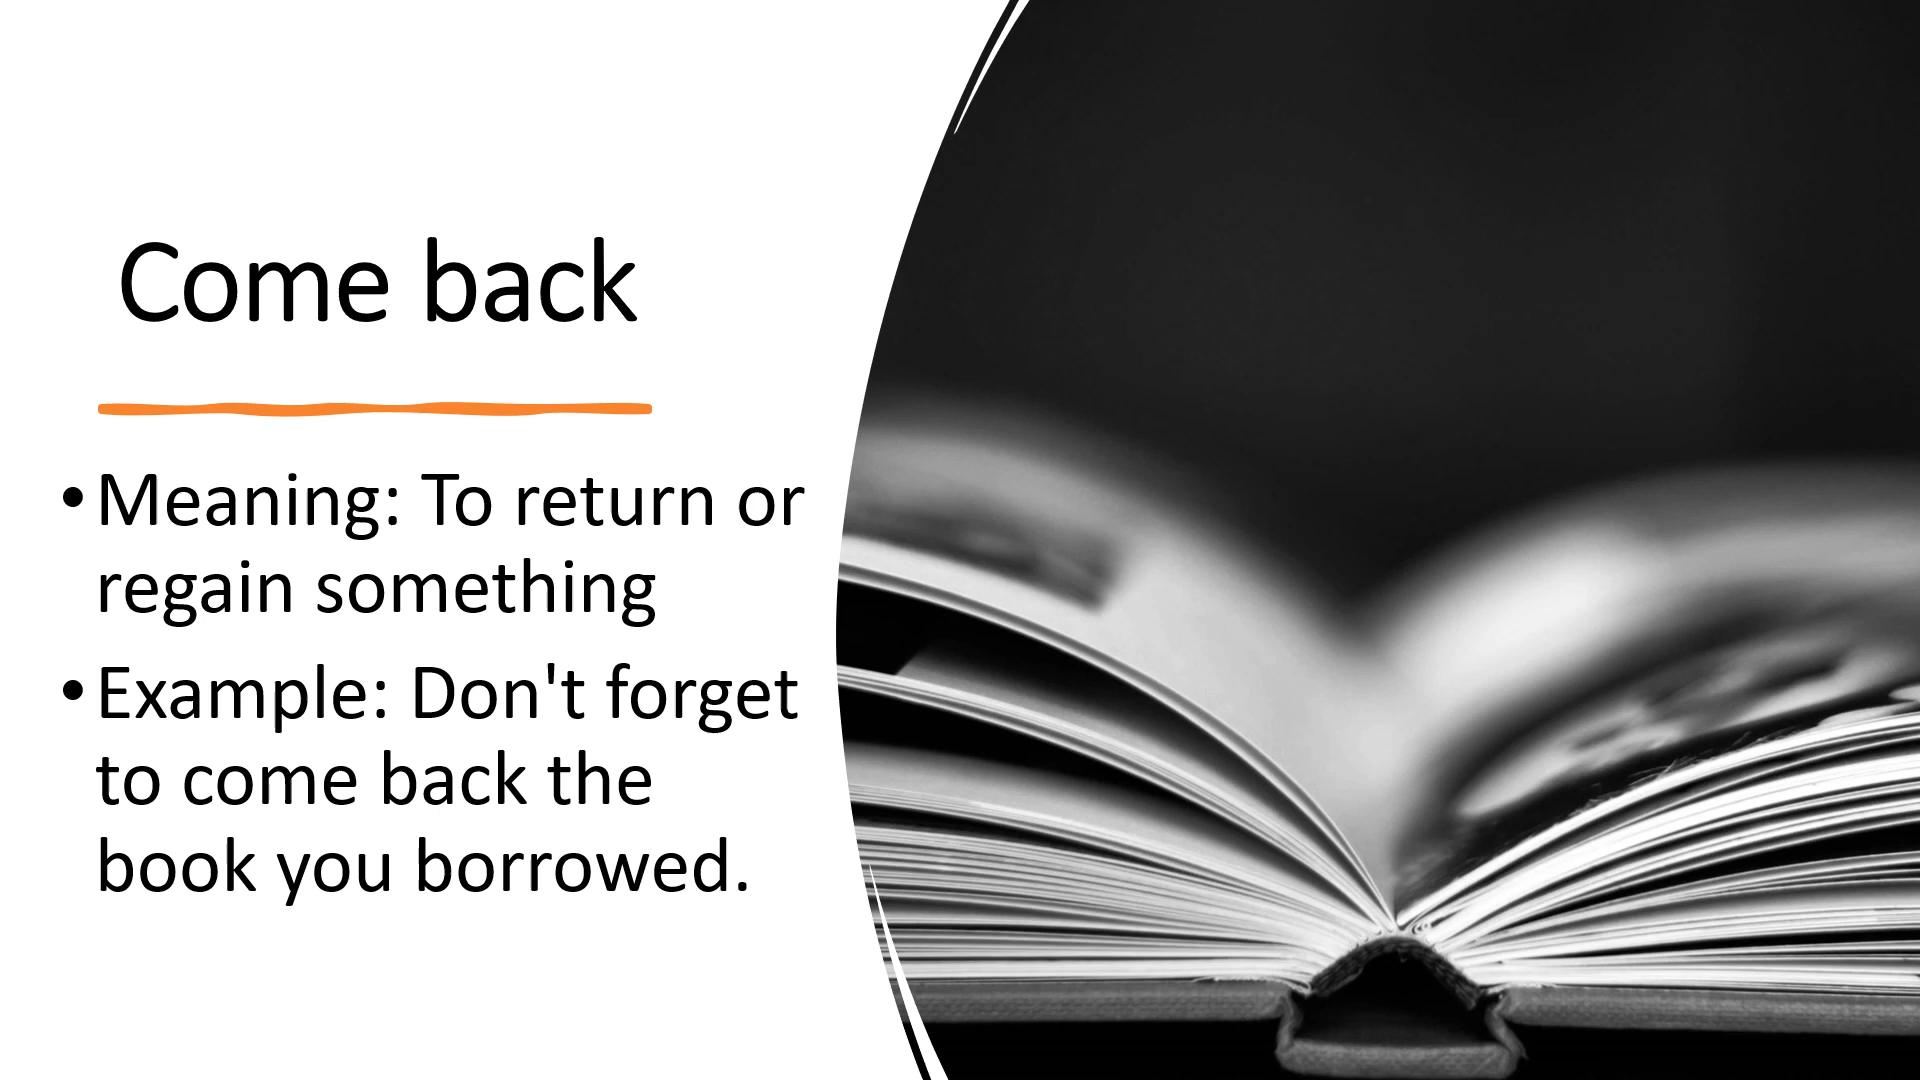 Come back
• Meaning: To return or
regain something
• Example: Don't forget
to come back the
book you borrowed.